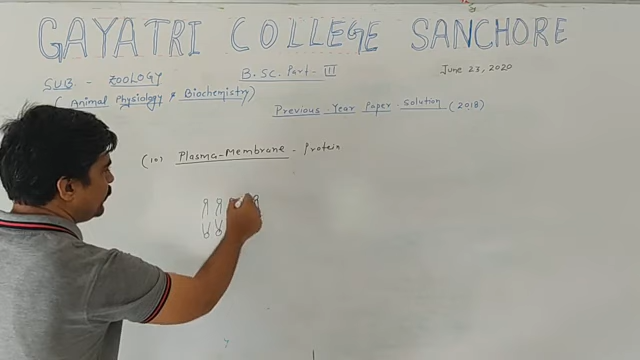 GAYATRI COLLEGE SANCHORE
SUB - ZOOLOGY B.SC. Part - III June 23, 2020
(Animal Physiology & Biochemistry)
Previous Year Paper Solution (2018)
(10) Plasma-Membrane - Protein